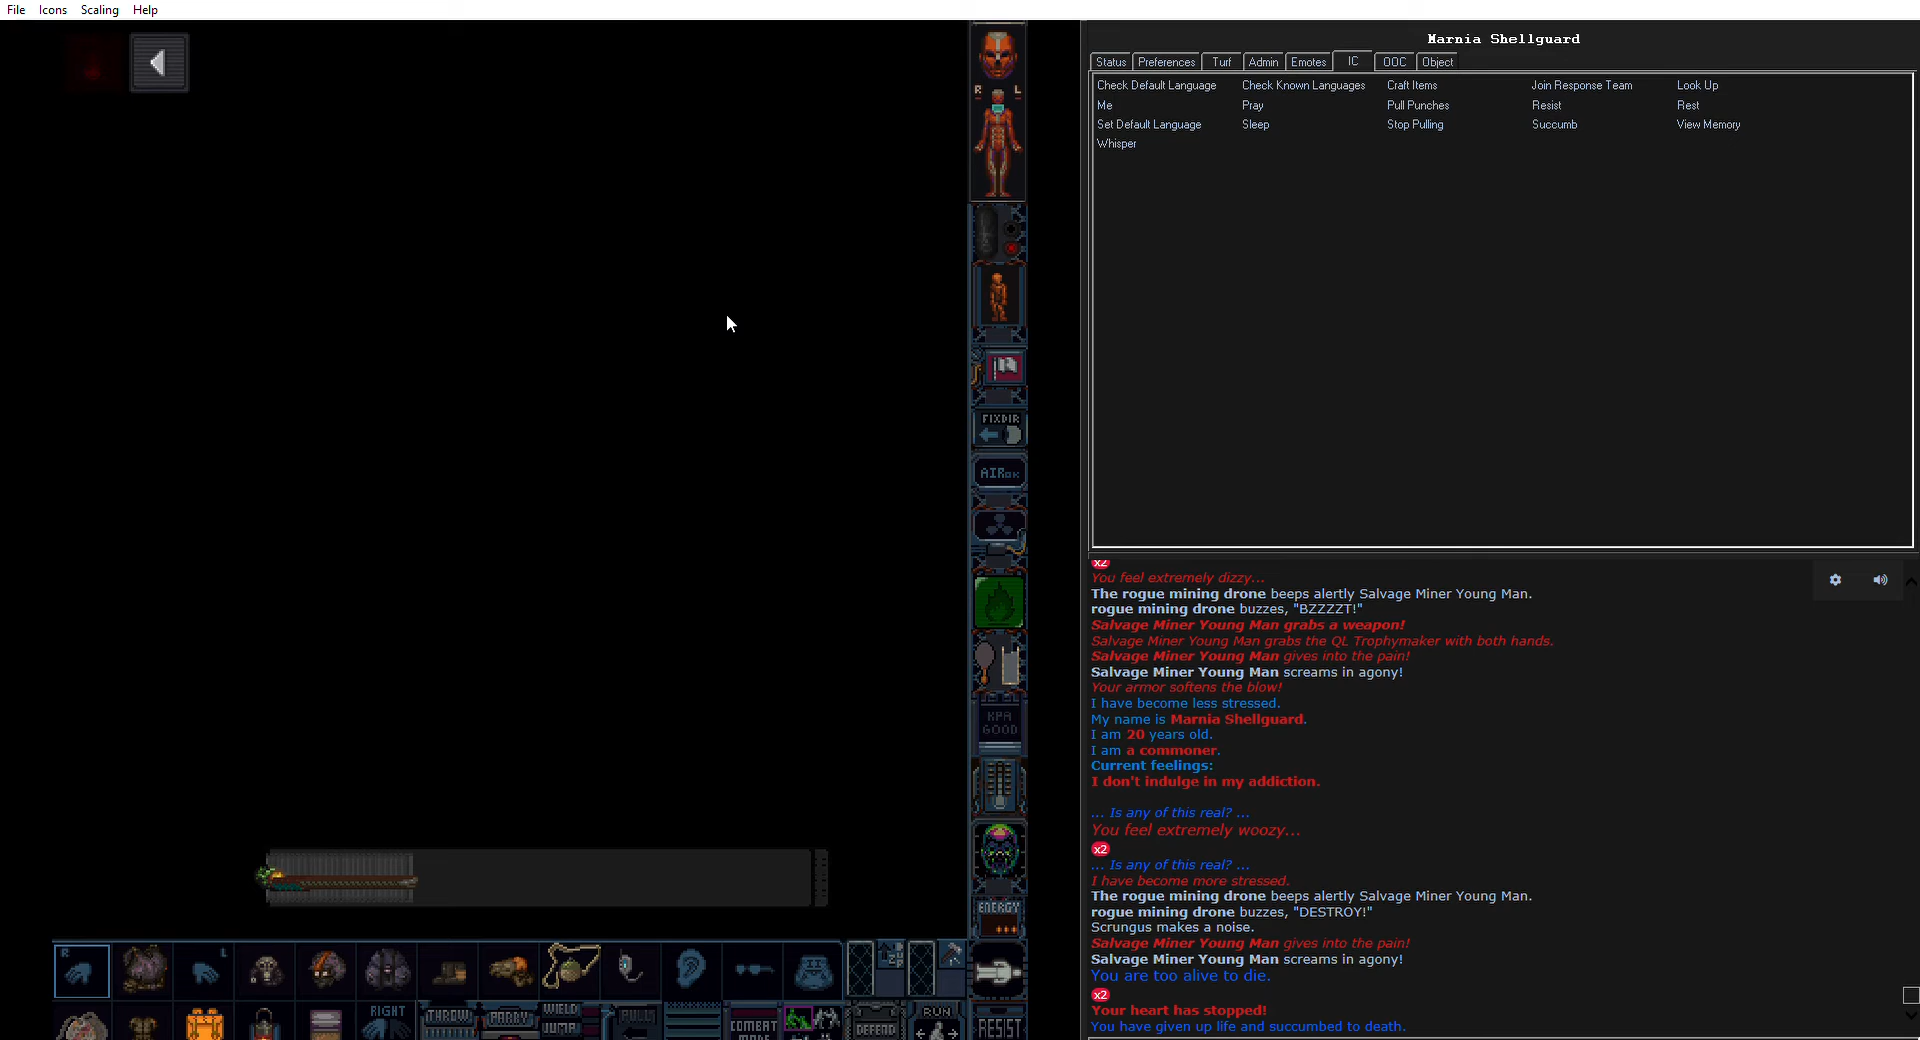 File Icons Scaling Help
Marnia Shellguard
Status Preferences Turf Admin Emotes IC OOC Object
Check Default Language Check Known Languages Craft Items Join Response Team Look Up
Me Pray Pull Punches Resist Rest
Set Default Language Sleep Stop Pulling Succumb View Memory
Whisper
R L
FIXDIR
AIR
KPA
GOOD
ENERGY
x2
You feel extremely dizzy...
The rogue mining drone beeps alertly Salvage Miner Young Man.
rogue mining drone buzzes, "BZZZZT!"
Salvage Miner Young Man grabs a weapon!
Salvage Miner Young Man grabs the QL Trophymaker with both hands.
Salvage Miner Young Man gives into the pain!
Salvage Miner Young Man screams in agony!
Your armor softens the blow!
I have become less stressed.
My name is Marnia Shellguard.
I am 20 years old.
I am a commoner.
Current feelings:
I don't indulge in my addiction.
... Is any of this real? ...
You feel extremely woozy...
x2
... Is any of this real? ...
I have become more stressed.
The rogue mining drone beeps alertly Salvage Miner Young Man.
rogue mining drone buzzes, "DESTROY!"
Scrungus makes a noise.
Salvage Miner Young Man gives into the pain!
Salvage Miner Young Man screams in agony!
You are too alive to die.
x2
Your heart has stopped!
You have given up life and succumbed to death.
R L
RIGHT THROW PARRY WIELD JUMP PULL COMBAT MODE DEFEND RUN RESIST